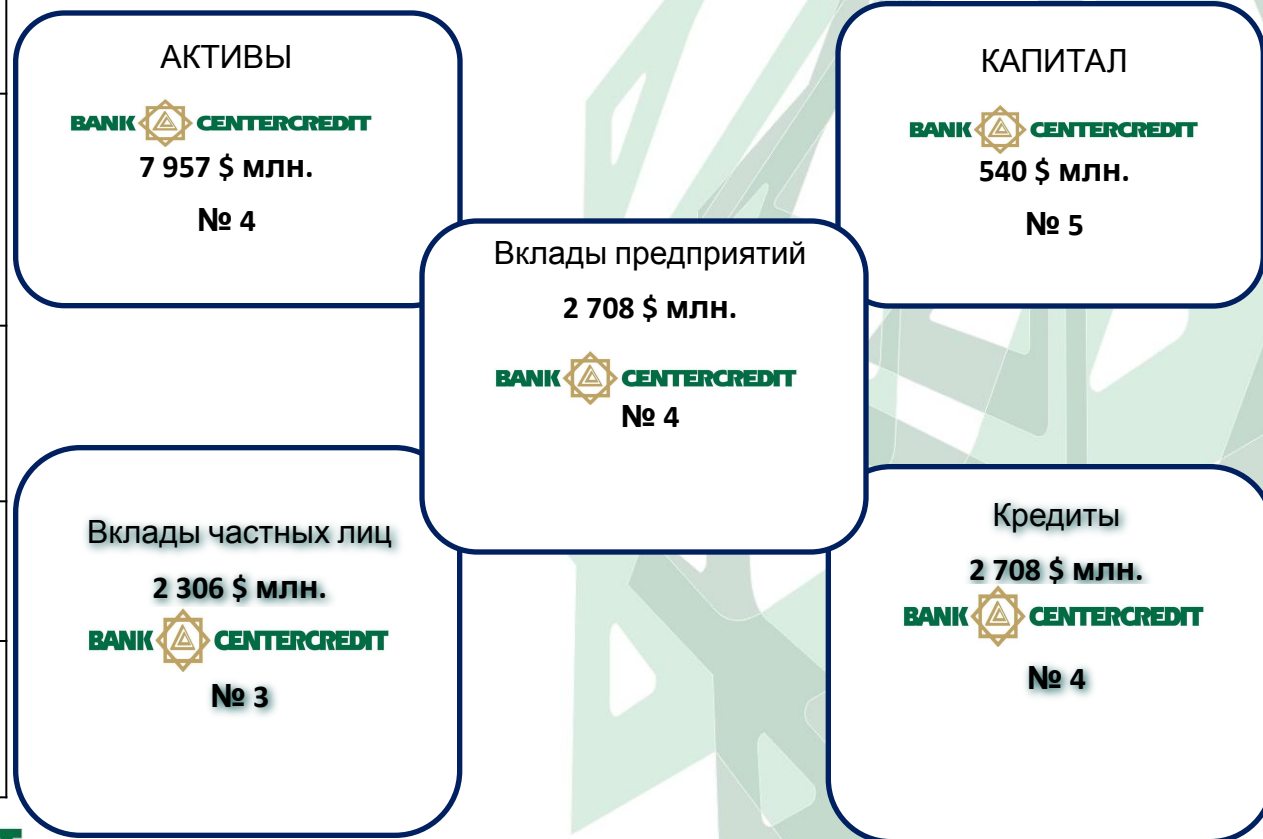 АКТИВЫ
BANK CENTERCREDIT
7 957 $ млн.
№ 4
КАПИТАЛ
BANK CENTERCREDIT
540 $ млн.
№ 5
Вклады предприятий
2 708 $ млн.
BANK CENTERCREDIT
№ 4
Вклады частных лиц
2 306 $ млн.
BANK CENTERCREDIT
№ 3
Кредиты
2 708 $ млн.
BANK CENTERCREDIT
№ 4